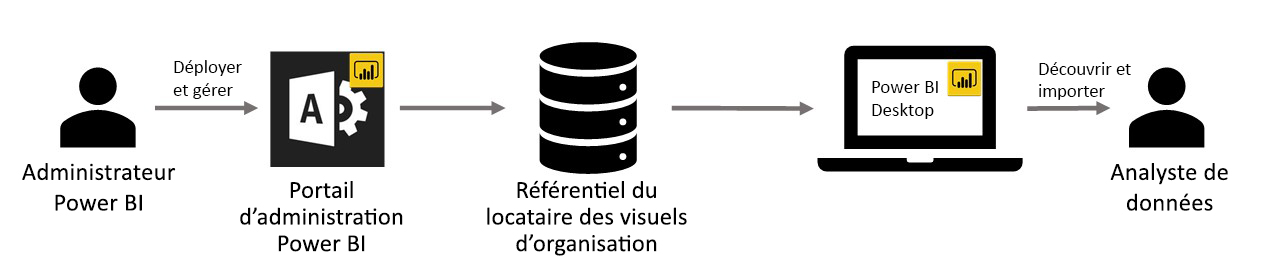 Administrateur
Power BI
Déployer
et gérer
A
Portail
d'administration
Power BI
Référentiel du
locataire des visuels
d'organisation
Power BI
Desktop
Découvrir et
importer
Analyste de
données